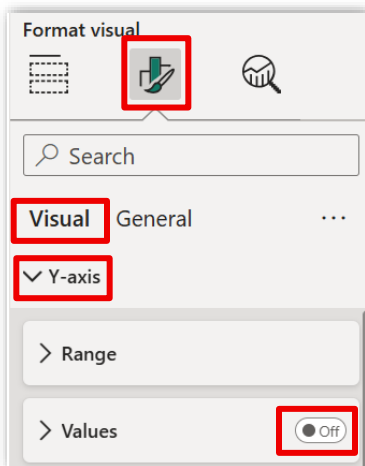 Format visual
Search
Visual General ...
Y-axis
Range
Values Off